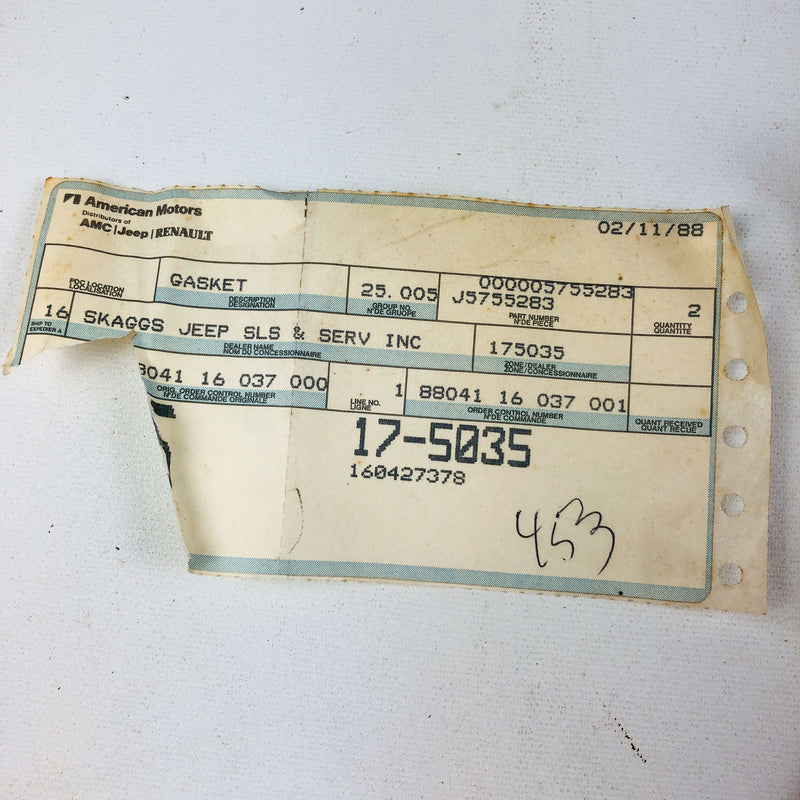 American Motors
Distributors of
AMC|Jeep|RENAULT
02/11/88
PDC LOCATION
LOCALISATION
GASKET
DESCRIPTION
DESIGNATION
25.005
GROUP NO.
N'DE GRUOPE
000005755283
J5755283
PART NUMBER
N'DE PIECE
2
QUANTITY
QUANTITE
16
SHIP TO
EXPEDIER A
SKAGGS JEEP SLS & SERV INC
DEALER NAME
NOM DU CONCESSIONNAIRE
175035
ZONE/DEALER
ZONE/CONCESSIONNAIRE
8041 16 037 000
ORIG. ORDER CONTROL NUMBER
N'DE COMMANDE ORIGINALE
1
LINE NO.
LIGNE
88041 16 037 001
ORDER CONTROL NUMBER
N'DE COMMANDE
QUANT RECEIVED
QUANT RECUE
17-5035
160427378
453